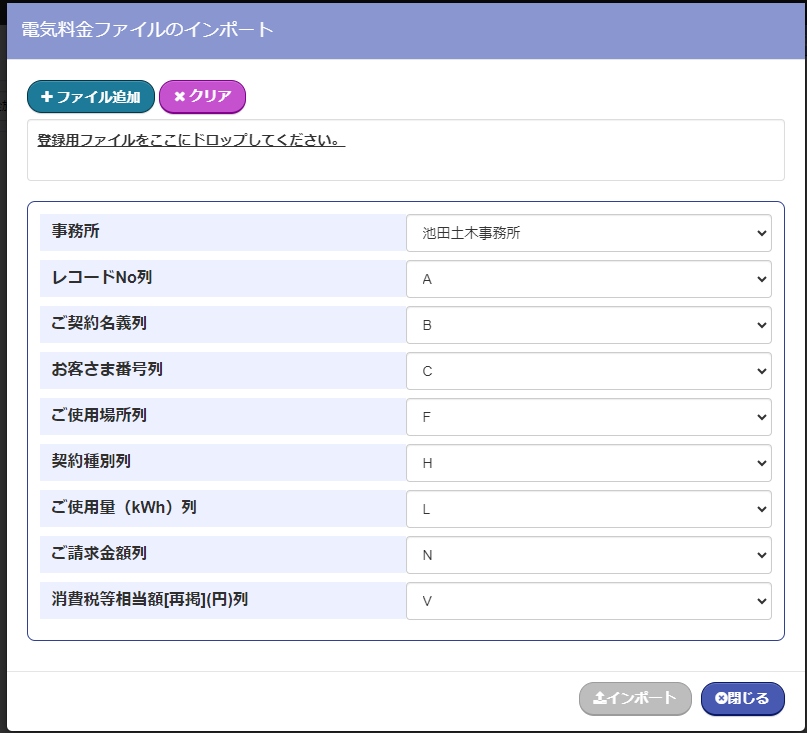 電気料金ファイルのインポート
ファイル追加 クリア
登録用ファイルをここにドロップしてください。
事務所 池田土木事務所
レコードNo列 A
ご契約名義列 B
お客さま番号列 C
ご使用場所列 F
契約種別列 H
ご使用量（kWh）列 L
ご請求金額列 N
消費税等相当額[再掲](円)列 V
インポート 閉じる